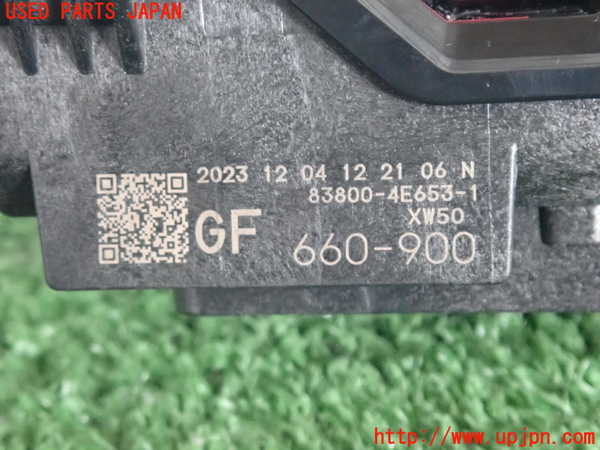 USED PARTS JAPAN
2023 12 04 12 21 06 N
83800-4E653-1
XW50
GF 660-900
http://www.upjpn.com/